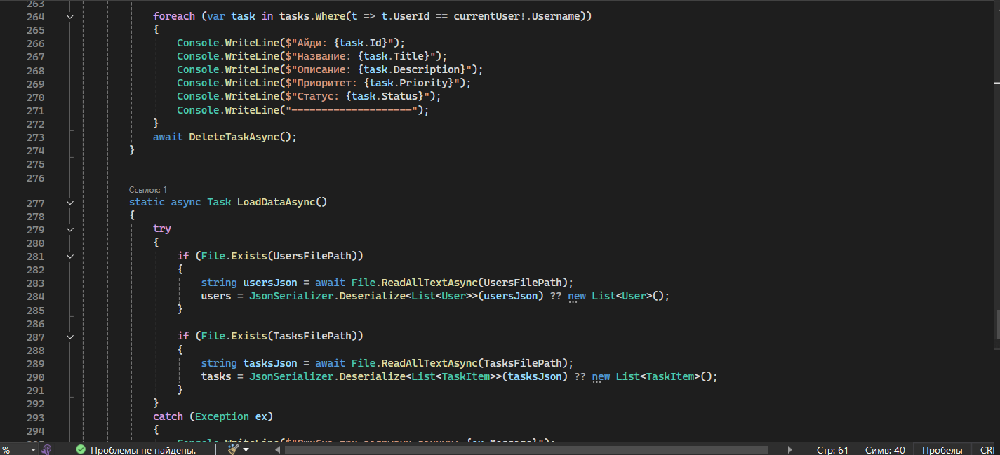 263
264 foreach (var task in tasks.Where(t => t.UserId == currentUser!.Username))
265 {
266 Console.WriteLine($"Айди: {task.Id}");
267 Console.WriteLine($"Название: {task.Title}");
268 Console.WriteLine($"Описание: {task.Description}");
269 Console.WriteLine($"Приоритет: {task.Priority}");
270 Console.WriteLine($"Статус: {task.Status}");
271 Console.WriteLine("--------------------");
272 }
273 await DeleteTaskAsync();
274 }
275
276
Ссылок: 1
277 static async Task LoadDataAsync()
278 {
279 try
280 {
281 if (File.Exists(UsersFilePath))
282 {
283 string usersJson = await File.ReadAllTextAsync(UsersFilePath);
284 users = JsonSerializer.Deserialize<List<User>>(usersJson) ?? new List<User>();
285 }
286
287 if (File.Exists(TasksFilePath))
288 {
289 string tasksJson = await File.ReadAllTextAsync(TasksFilePath);
290 tasks = JsonSerializer.Deserialize<List<TaskItem>>(tasksJson) ?? new List<TaskItem>();
291 }
292 }
293 catch (Exception ex)
294 {
% Проблемы не найдены. Стр: 61 Симв: 40 Пробелы